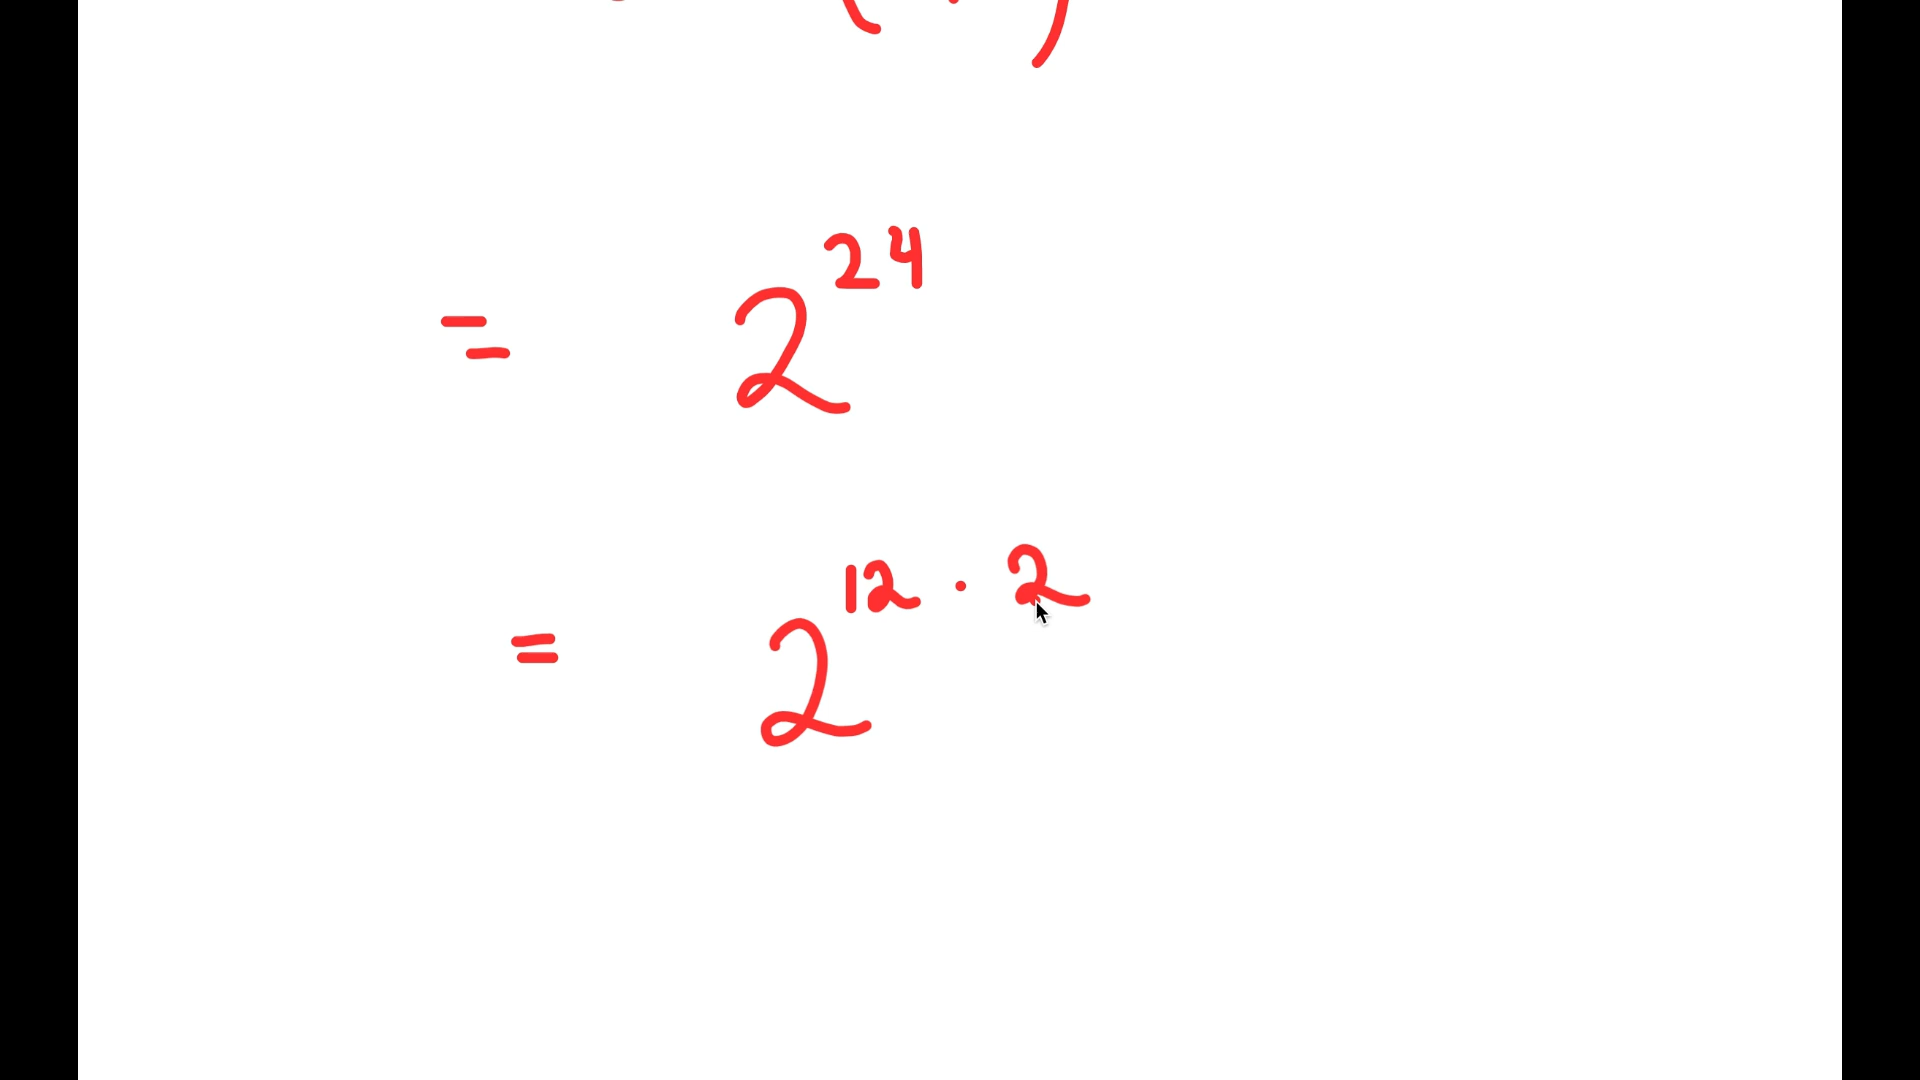 = 2^24
= 2^12 · 2